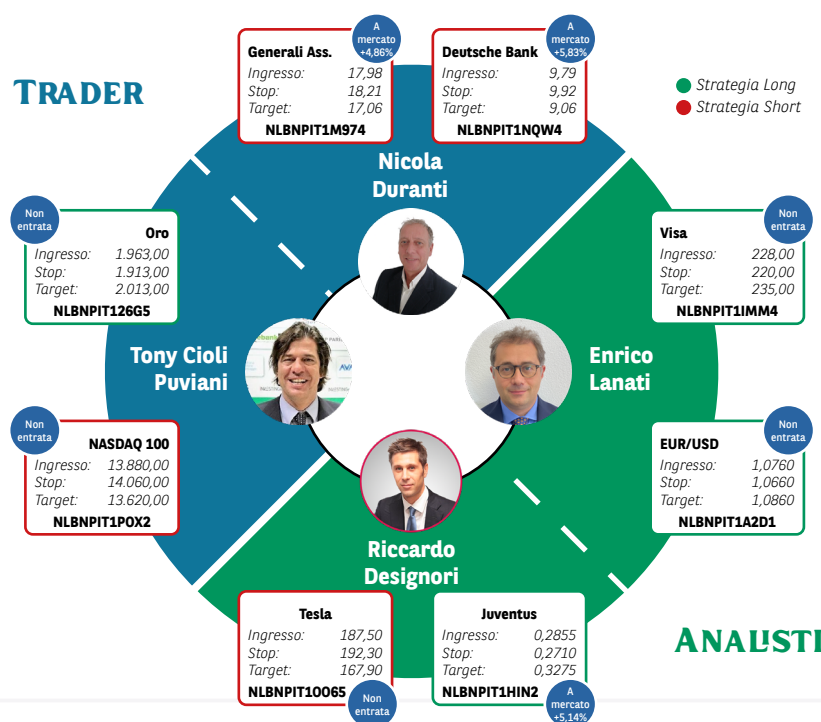 TRADER
Generali Ass.
A
mercato
+4,86%
Ingresso: 17,98
Stop: 18,21
Target: 17,06
NLBNPIT1M974
Deutsche Bank
A
mercato
+5,83%
Ingresso: 9,79
Stop: 9,92
Target: 9,06
NLBNPIT1NQW4
Strategia Long
Strategia Short
Nicola
Duranti
Non
entrata
Oro
Ingresso: 1.963,00
Stop: 1.913,00
Target: 2.013,00
NLBNPIT126G5
Non
entrata
Visa
Ingresso: 228,00
Stop: 220,00
Target: 235,00
NLBNPIT1IMM4
Tony Cioli
Puviani
Enrico
Lanati
Non
entrata
NASDAQ 100
Ingresso: 13.880,00
Stop: 14.060,00
Target: 13.620,00
NLBNPIT1POX2
Non
entrata
EUR/USD
Ingresso: 1,0760
Stop: 1,0660
Target: 1,0860
NLBNPIT1A2D1
Riccardo
Designori
Tesla
Ingresso: 187,50
Stop: 192,30
Target: 167,90
NLBNPIT1O065
Non
entrata
Juventus
Ingresso: 0,2855
Stop: 0,2710
Target: 0,3275
NLBNPIT1HIN2
A
mercato
+5,14%
ANALISTI